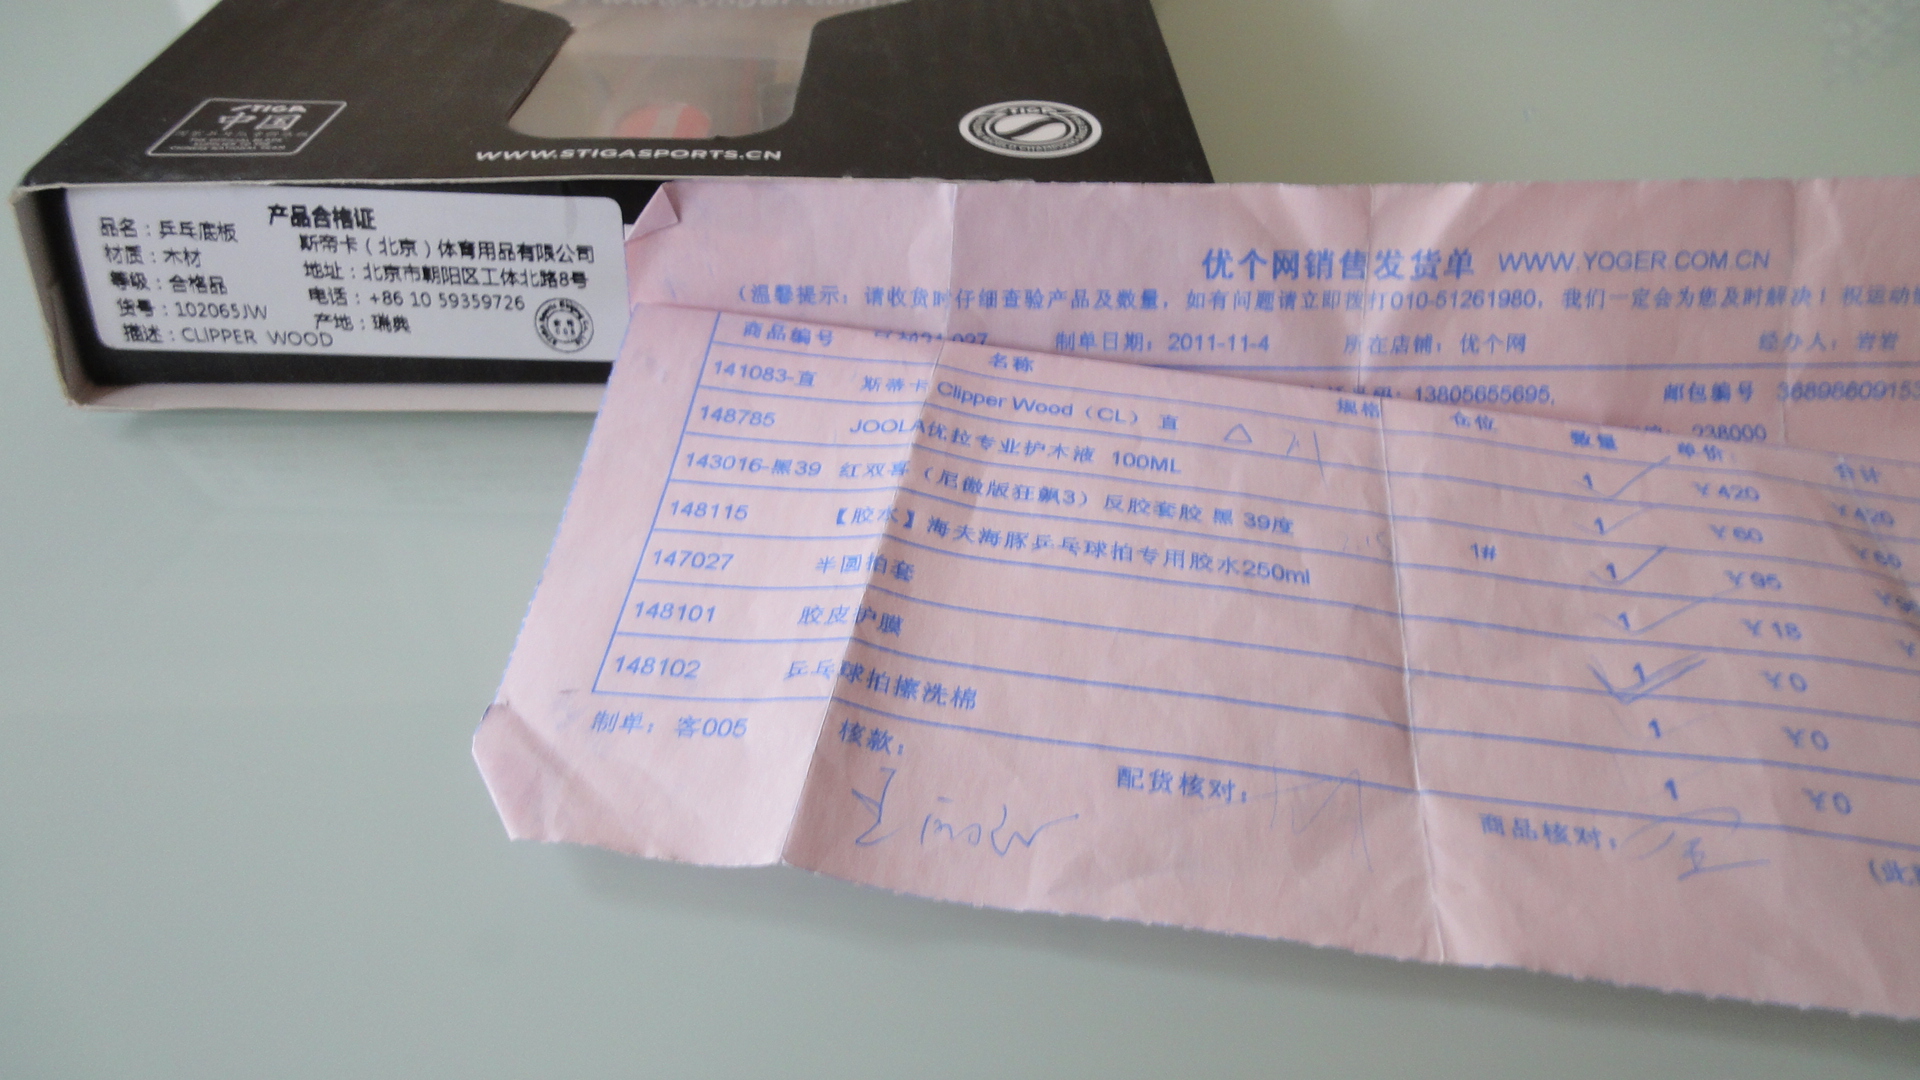 STIGA
中国
WWW.STIGASPORTS.CN
STIGA
产品合格证
品名：乒乓底板
斯帝卡（北京）体育用品有限公司
材质：木材
地址：北京市朝阳区工体北路8号
等级：合格品
电话：+86 10 59359726
货号：102065JW
产地：瑞典
描述：CLIPPER WOOD
优个网销售发货单 WWW.YOGER.COM.CN
（温馨提示：请收货时仔细查验产品及数量，如有问题请立即拨打010-51261980，我们一定会为您及时解决！祝运动
制单日期：2011-11-4 所在店铺：优个网 经办人：岩岩
13805655695, 邮包编号
238000
商品编号 名称 规格 仓位 数量 单价 合计
141083-直 斯蒂卡 Clipper Wood（CL） 直 1 ￥420 ￥420
148785 JOOLA优拉专业护木液 100ML 1 ￥60 ￥60
143016-黑39 红双喜（尼傲版狂飙3）反胶套胶 黑 39度 1# 1 ￥95
148115 【胶水】海夫海豚乒乓球拍专用胶水250ml 1 ￥18
147027 半圆拍套 1 ￥0
148101 胶皮护膜 1 ￥0
148102 乒乓球拍擦洗棉 1 ￥0
制单：客005 核款： 配货核对： 商品核对：